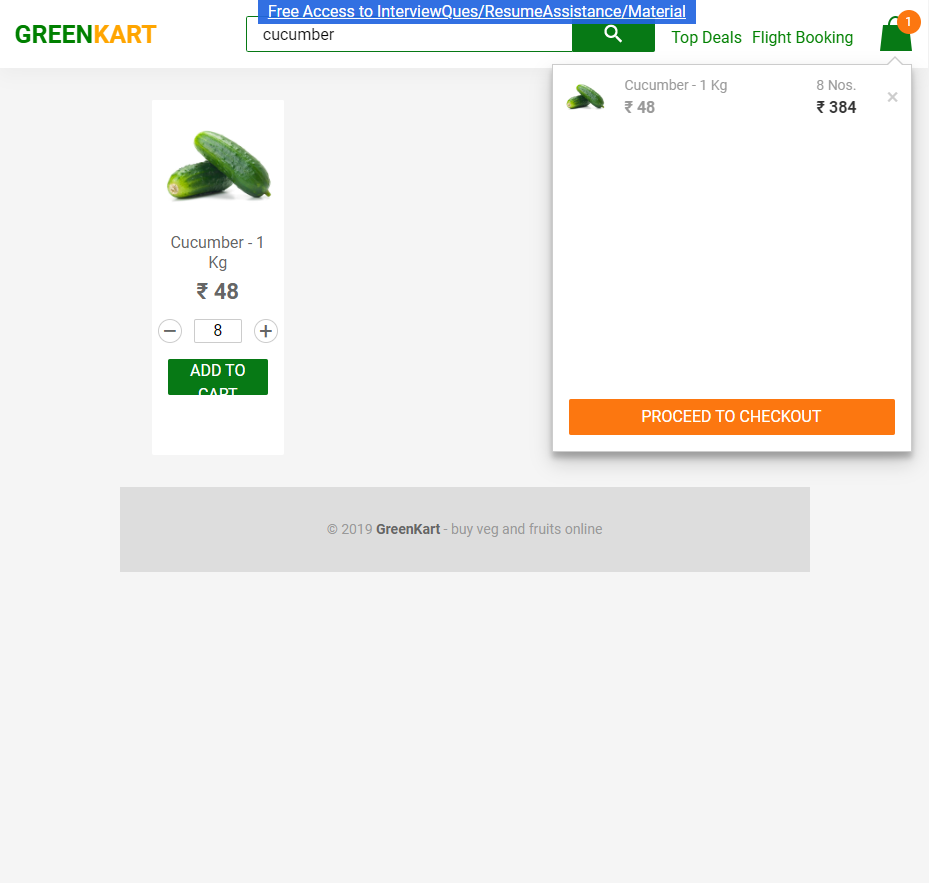 Free Access to InterviewQues/ResumeAssistance/Material
GREENKART
cucumber
Top Deals Flight Booking
1
Cucumber - 1 Kg 8 Nos.
₹ 48 ₹ 384
×
PROCEED TO CHECKOUT
Cucumber - 1
Kg
₹ 48
− 8 +
ADD TO
CART
© 2019 GreenKart - buy veg and fruits online